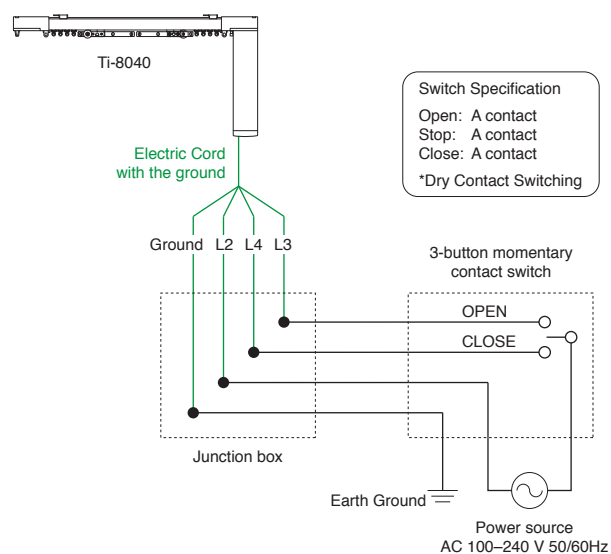 Ti-8040
Switch Specification
Open: A contact
Stop: A contact
Close: A contact
*Dry Contact Switching
Electric Cord
with the ground
Ground L2 L4 L3
3-button momentary
contact switch
OPEN
CLOSE
Junction box
Earth Ground
Power source
AC 100–240 V 50/60Hz